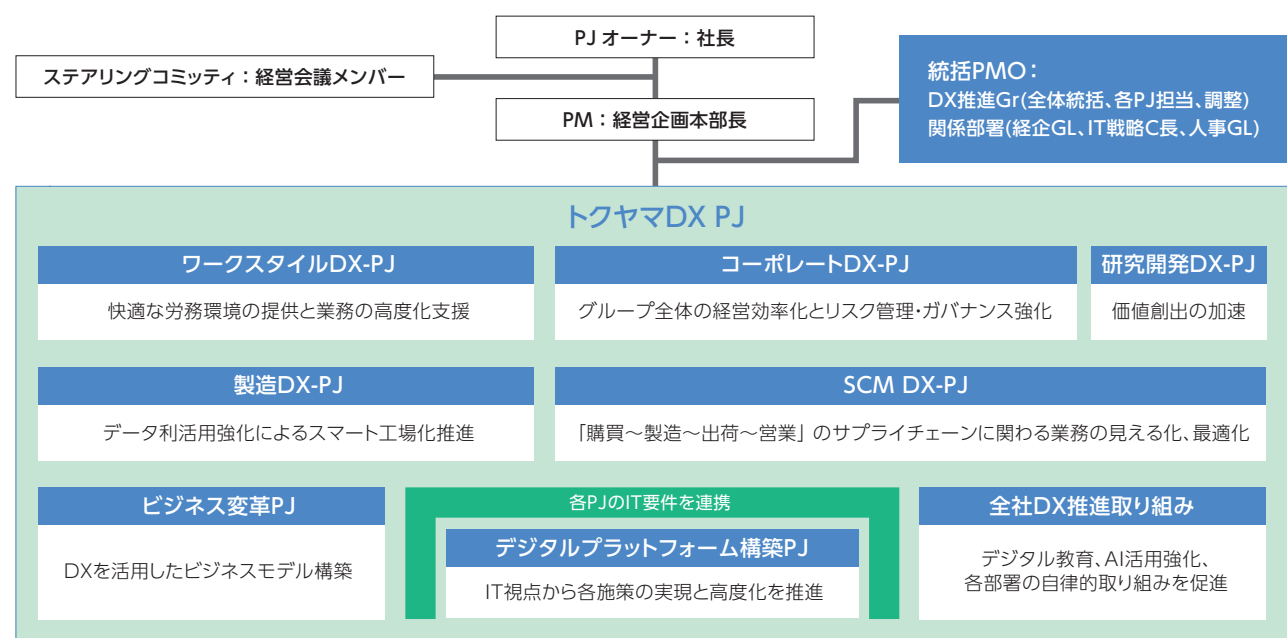 PJ オーナー：社長
ステアリングコミッティ：経営会議メンバー
PM：経営企画本部長
統括PMO：
DX推進Gr(全体統括、各PJ担当、調整)
関係部署(経企GL、IT戦略C長、人事GL)
トクヤマDX PJ
ワークスタイルDX-PJ
快適な労務環境の提供と業務の高度化支援
コーポレートDX-PJ
グループ全体の経営効率化とリスク管理・ガバナンス強化
研究開発DX-PJ
価値創出の加速
製造DX-PJ
データ利活用強化によるスマート工場化推進
SCM DX-PJ
「購買～製造～出荷～営業」のサプライチェーンに関わる業務の見える化、最適化
ビジネス変革PJ
DXを活用したビジネスモデル構築
各PJのIT要件を連携
デジタルプラットフォーム構築PJ
IT視点から各施策の実現と高度化を推進
全社DX推進取り組み
デジタル教育、AI活用強化、
各部署の自律的取り組みを促進